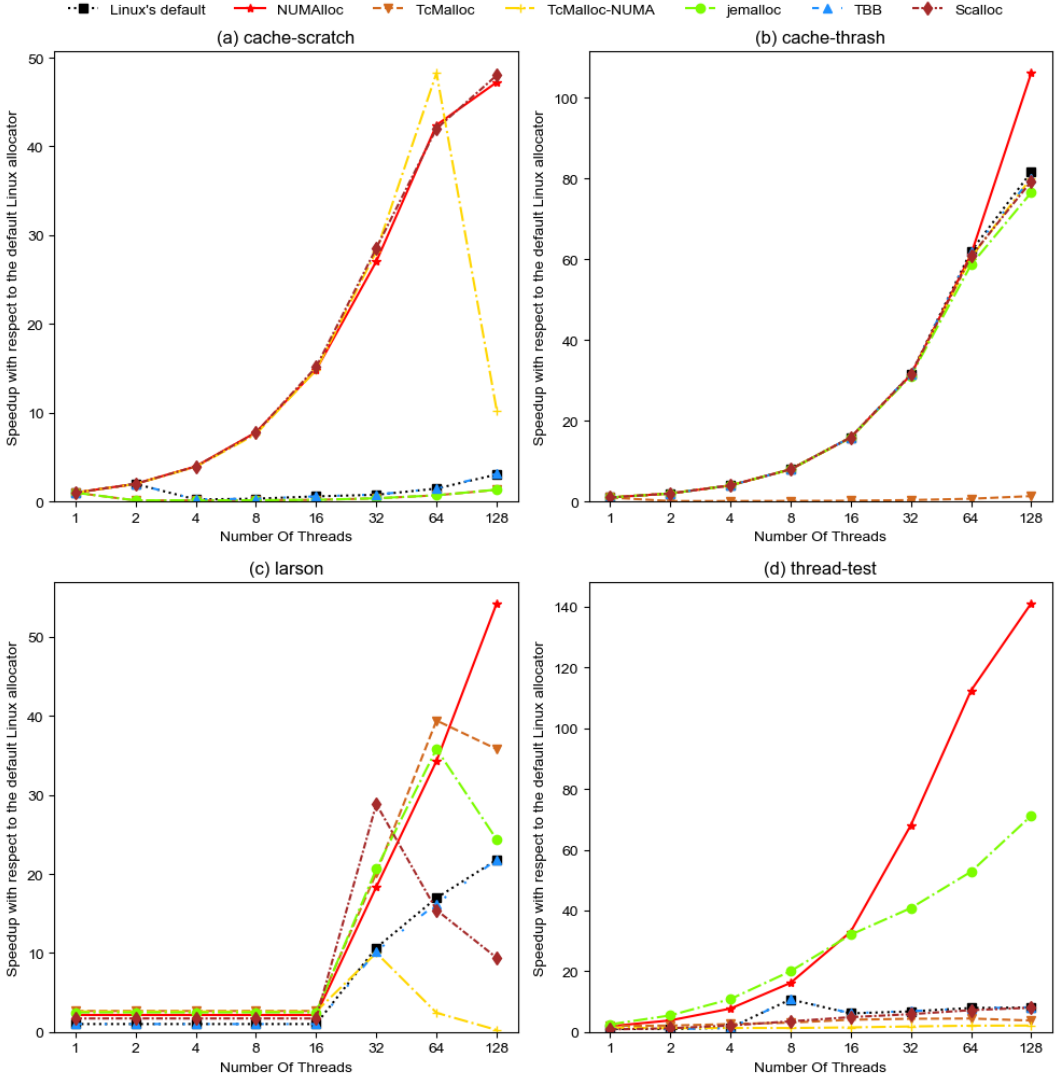 Linux's default NUMAlloc TcMalloc TcMalloc-NUMA jemalloc TBB Scalloc
(a) cache-scratch
Speedup with respect to the default Linux allocator
50
40
30
20
10
0
1 2 4 8 16 32 64 128
Number Of Threads
(b) cache-thrash
Speedup with respect to the default Linux allocator
100
80
60
40
20
0
1 2 4 8 16 32 64 128
Number Of Threads
(c) larson
Speedup with respect to the default Linux allocator
50
40
30
20
10
0
1 2 4 8 16 32 64 128
Number Of Threads
(d) thread-test
Speedup with respect to the default Linux allocator
140
120
100
80
60
40
20
0
1 2 4 8 16 32 64 128
Number Of Threads